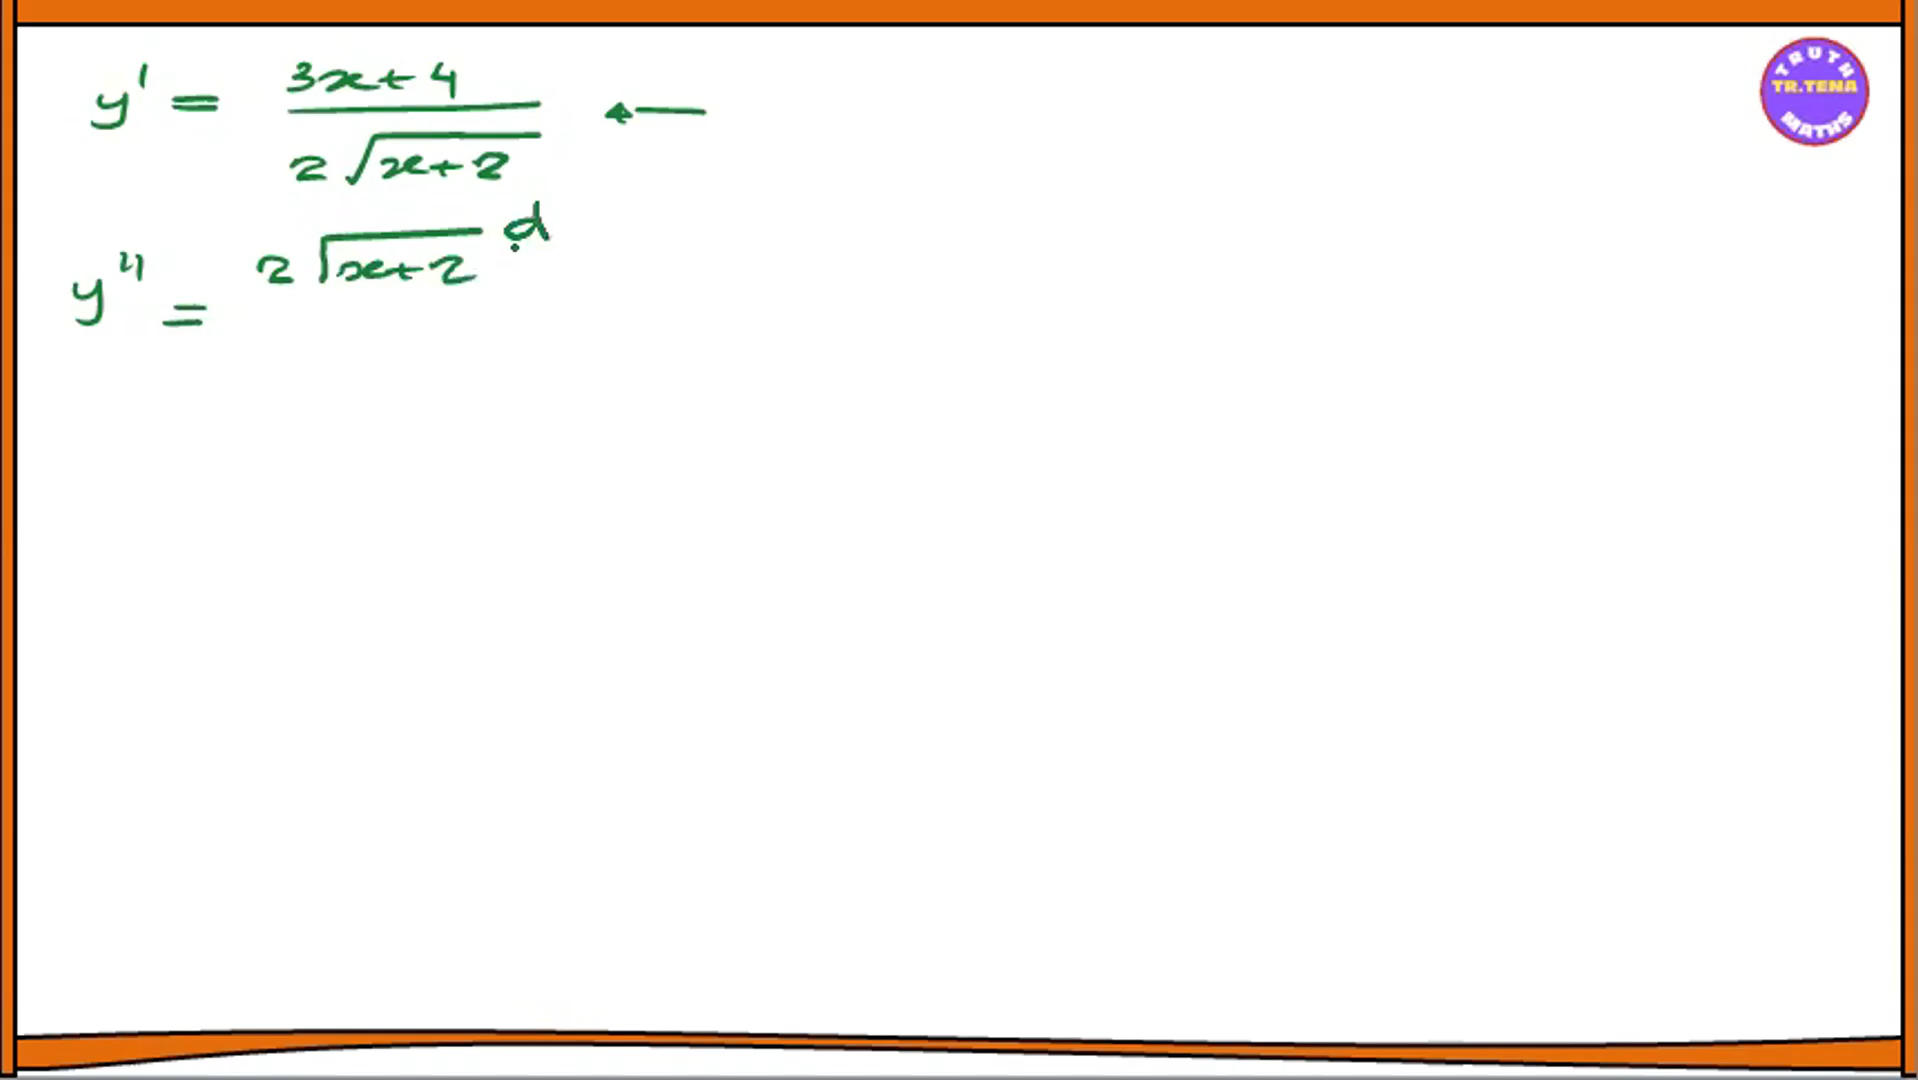 y' = 3x+4 / 2√x+2 ←
y'' = 2√x+2 d
TRUTH
TR.TENA
MATHS